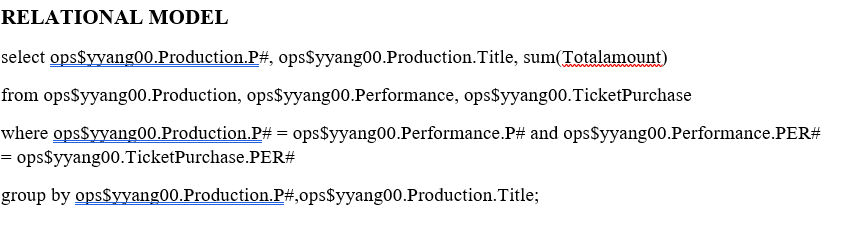 RELATIONAL MODEL
select ops$yyang00.Production.P#, ops$yyang00.Production.Title, sum(Totalamount)
from ops$yyang00.Production, ops$yyang00.Performance, ops$yyang00.TicketPurchase
where ops$yyang00.Production.P# = ops$yyang00.Performance.P# and ops$yyang00.Performance.PER#
= ops$yyang00.TicketPurchase.PER#
group by ops$yyang00.Production.P#,ops$yyang00.Production.Title;